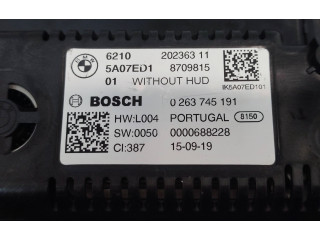 6210 202363 11
5A07ED1 8709815
01 WITHOUT HUD
IK5A07ED101
BOSCH 0 263 745 191
HW:L004 PORTUGAL 8150
SW:0050 0000688228
CI:387 15-09-19